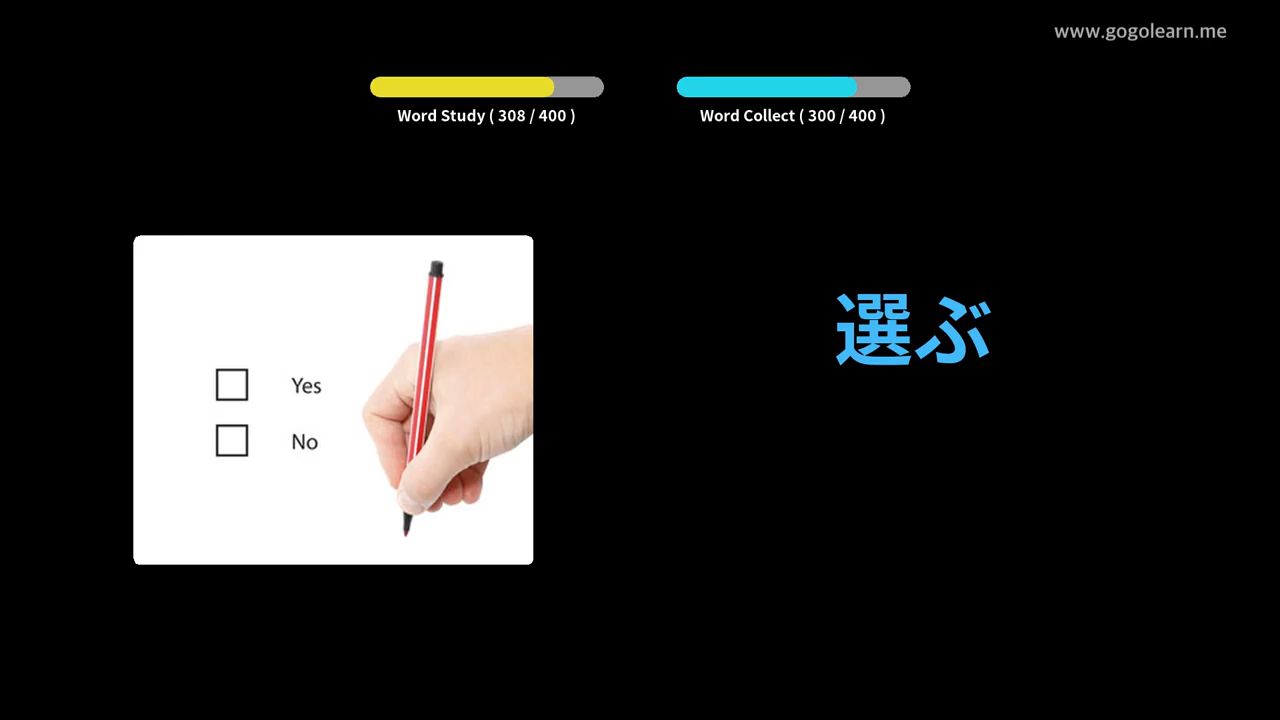 www.gogolearn.me
Word Study ( 308 / 400 )
Word Collect ( 300 / 400 )
選ぶ
Yes
No